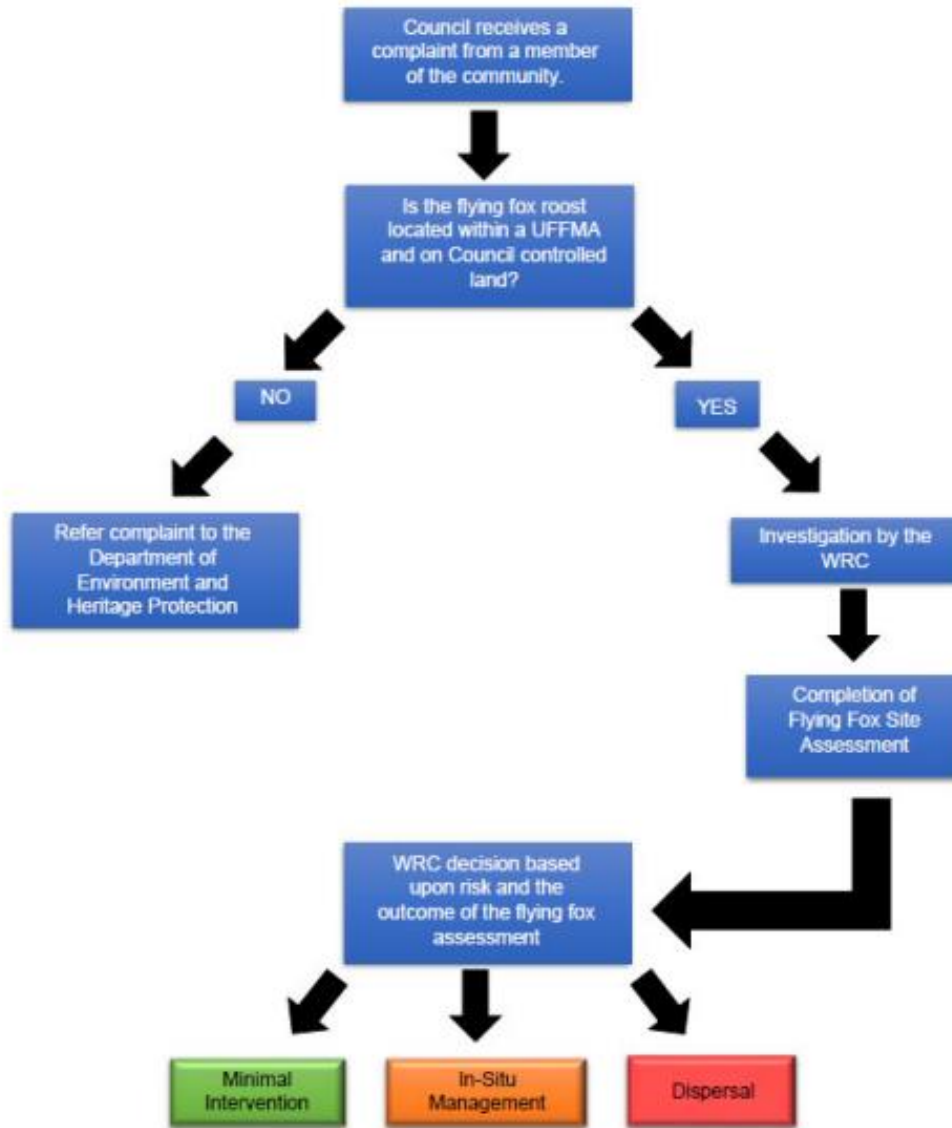 Council receives a
complaint from a member
of the community.
Is the flying fox roost
located within a UFFMA
and on Council controlled
land?
NO
YES
Refer complaint to the
Department of
Environment and
Heritage Protection
Investigation by the
WRC
Completion of
Flying Fox Site
Assessment
WRC decision based
upon risk and the
outcome of the flying fox
assessment
Minimal
Intervention
In-Situ
Management
Dispersal